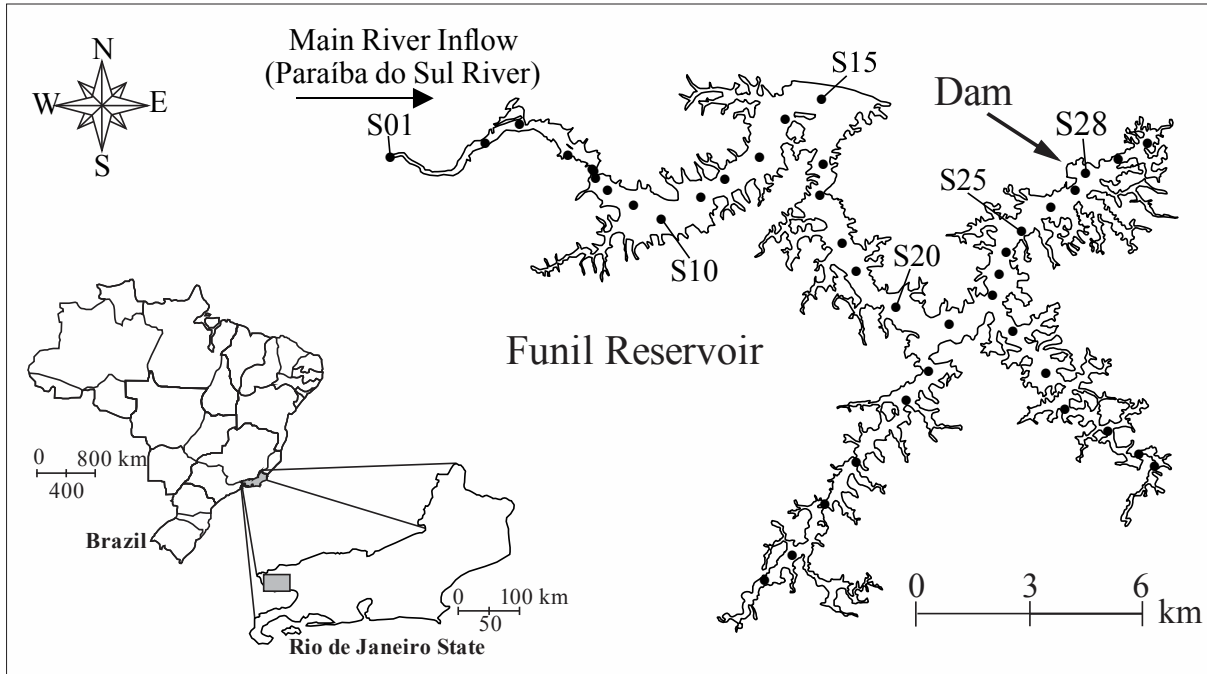 N
W E
S
Main River Inflow
(Paraíba do Sul River)
S01
S15
Dam
S28
S25
S10
S20
Funil Reservoir
0 800 km
400
Brazil
0 100 km
50
Rio de Janeiro State
0 3 6
km